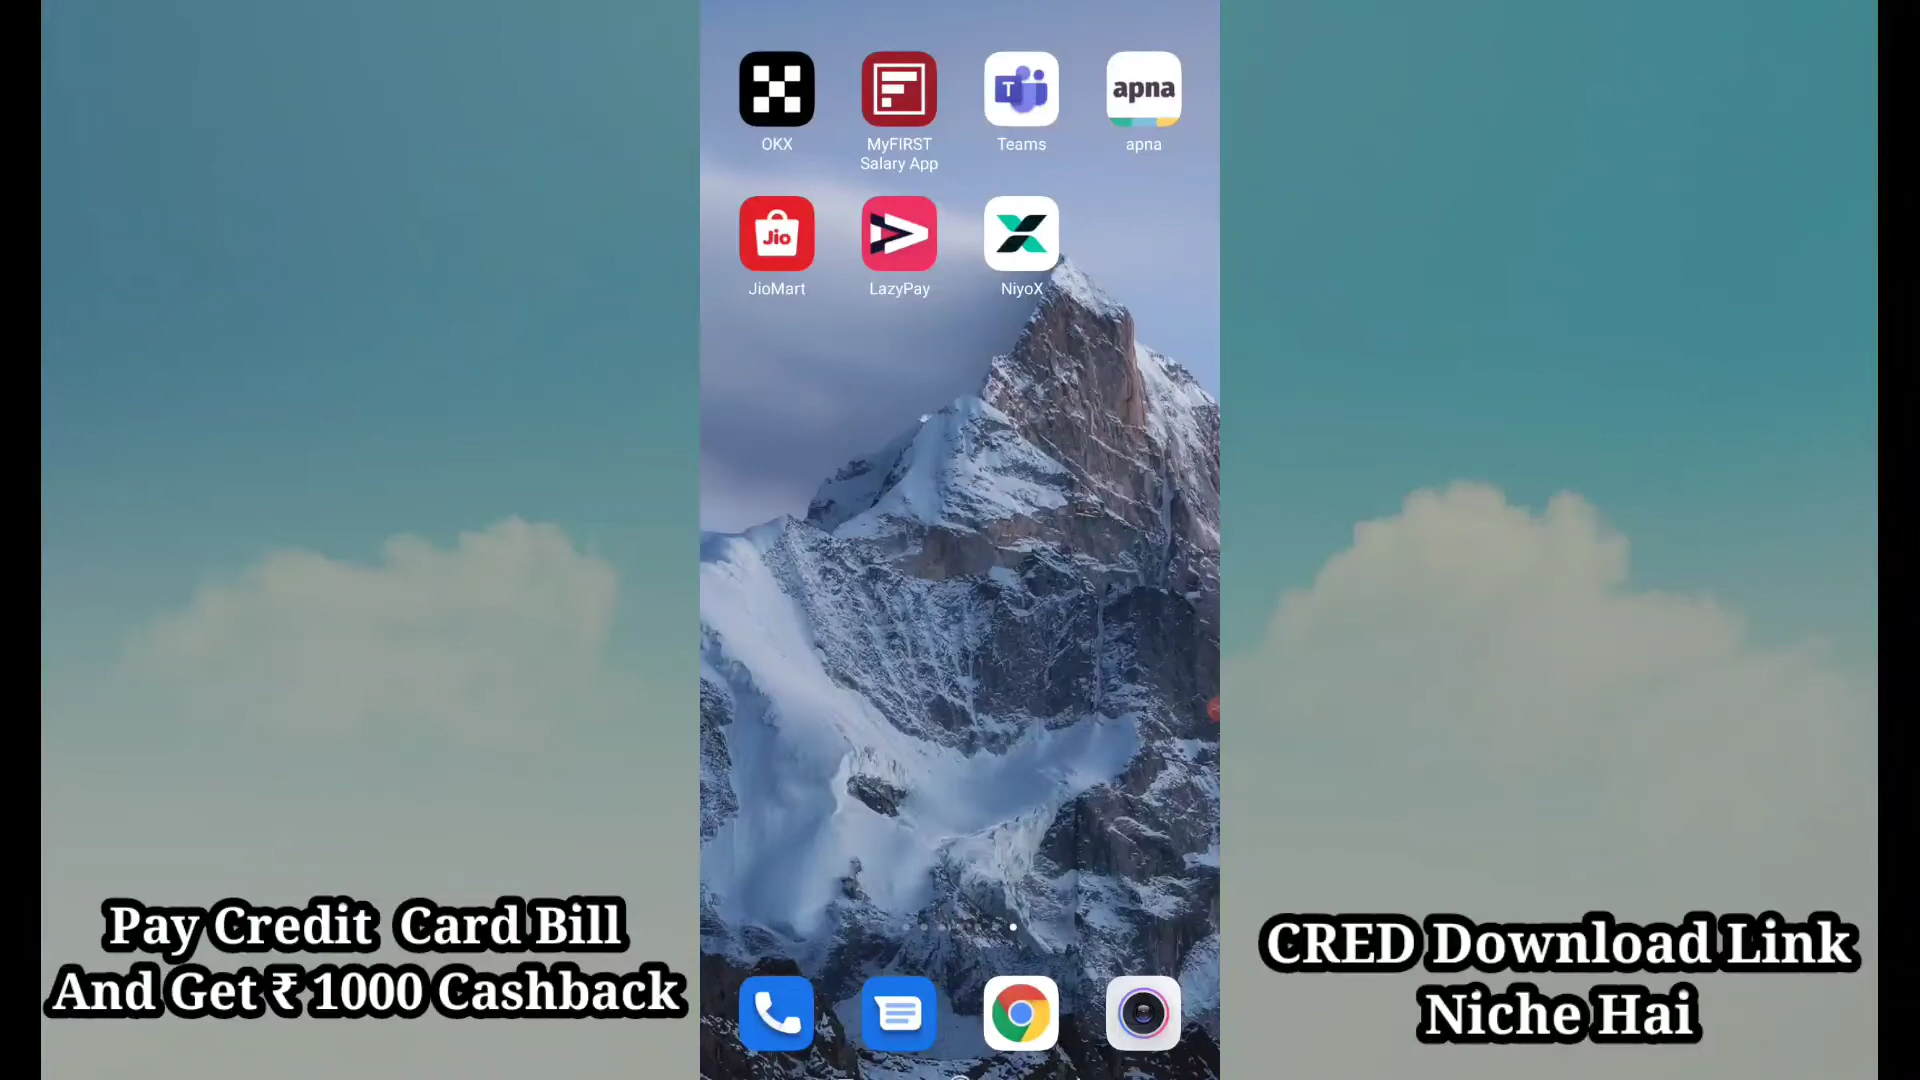 apna
OKX
MyFIRST
Salary App
Teams
apna
Jio
JioMart
LazyPay
NiyoX
Pay Credit Card Bill
And Get ₹ 1000 Cashback
CRED Download Link
Niche Hai